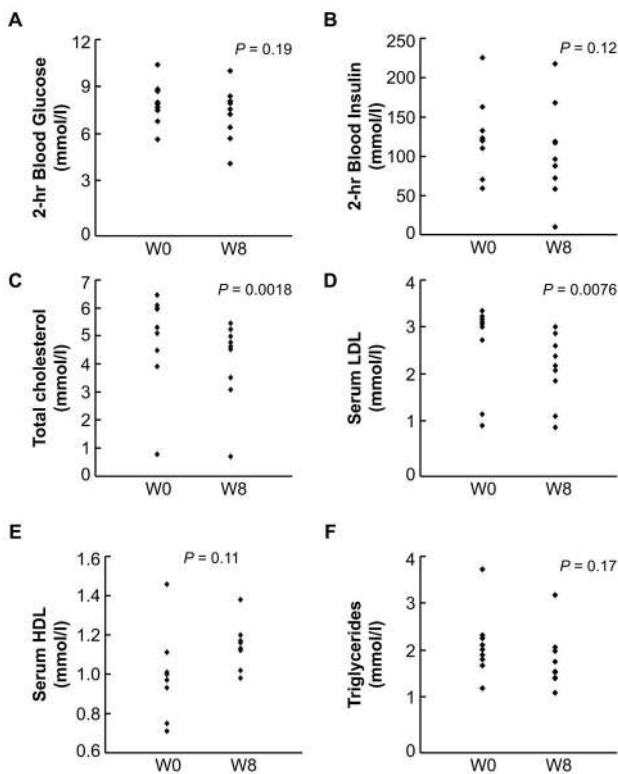 A
2-hr Blood Glucose
(mmol/l)
12
9
6
3
0
P = 0.19
W0 W8
B
2-hr Blood Insulin
(mmol/l)
250
200
150
100
50
0
P = 0.12
W0 W8
C
Total cholesterol
(mmol/l)
7
6
5
4
3
2
1
0
P = 0.0018
W0 W8
D
Serum LDL
(mmol/l)
4
3
2
1
0
P = 0.0076
W0 W8
E
Serum HDL
(mmol/l)
1.6
1.4
1.2
1.0
0.8
0.6
P = 0.11
W0 W8
F
Triglycerides
(mmol/l)
4
3
2
1
0
P = 0.17
W0 W8